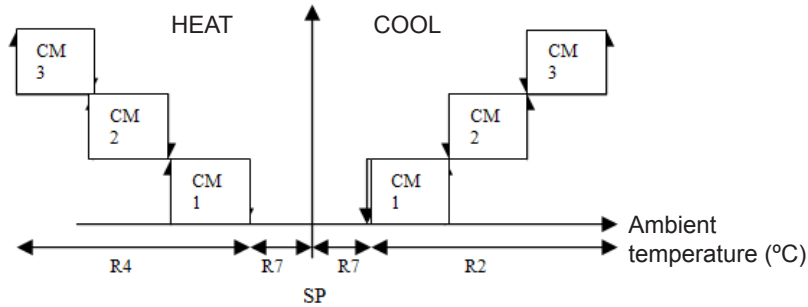 HEAT
COOL
CM
3
CM
3
CM
2
CM
2
CM
1
CM
1
Ambient
temperature (ºC)
R4
R7
R7
R2
SP